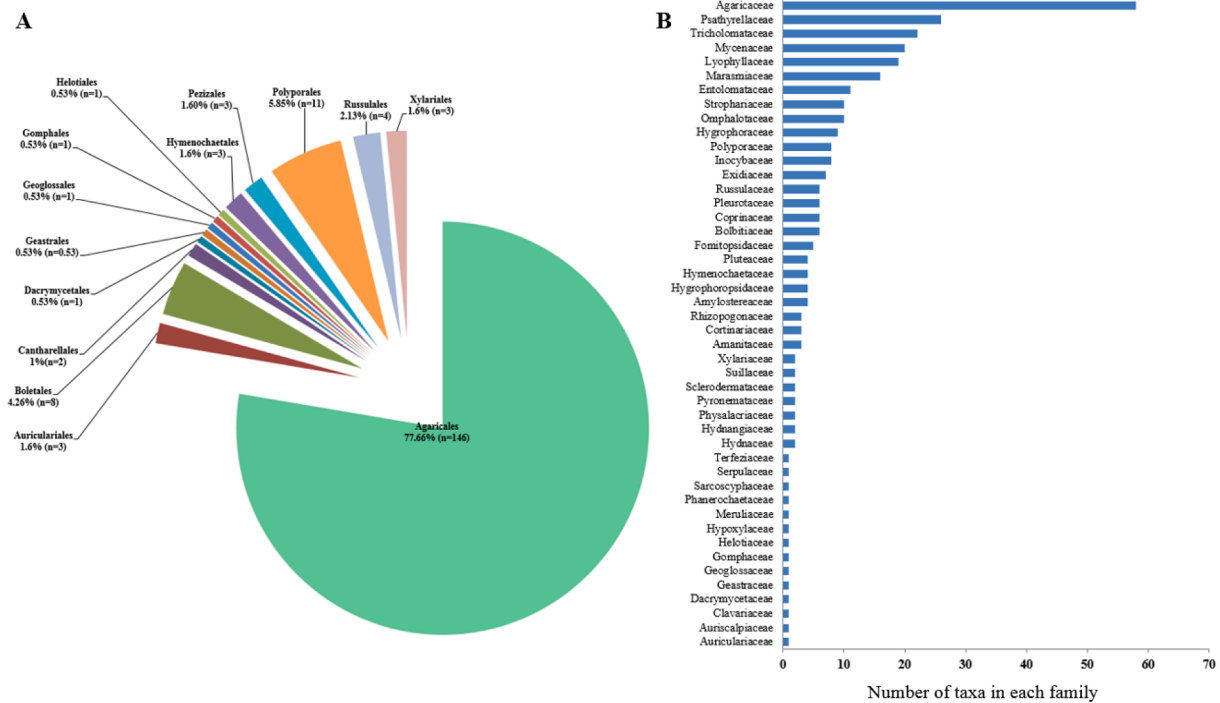 A
Helotiales
0.53% (n=1)
Gomphales
0.53% (n=1)
Geoglossales
0.53% (n=1)
Geastrales
0.53% (n=0.53)
Dacrymycetales
0.53% (n=1)
Cantharellales
1%(n=2)
Boletales
4.26% (n=8)
Auriculariales
1.6% (n=3)
Hymenochaetales
1.6% (n=3)
Pezizales
1.60% (n=3)
Polyporales
5.85% (n=11)
Russulales
2.13% (n=4)
Xylariales
1.6% (n=3)
Agaricales
77.66% (n=146)
B
Agaricaceae
Psathyrellaceae
Tricholomataceae
Mycenaceae
Lyophyllaceae
Marasmiaceae
Entolomataceae
Strophariaceae
Omphalotaceae
Hygrophoraceae
Polyporaceae
Inocybaceae
Exidiaceae
Russulaceae
Pleurotaceae
Coprinaceae
Bolbitiaceae
Fomitopsidaceae
Pluteaceae
Hymenochaetaceae
Hygrophoropsidaceae
Amylostereaceae
Rhizopogonaceae
Cortinariaceae
Amanitaceae
Xylariaceae
Suillaceae
Sclerodermataceae
Pyronemataceae
Physalacriaceae
Hydnangiaceae
Hydnaceae
Terfeziaceae
Serpulaceae
Sarcoscyphaceae
Phanerochaetaceae
Meruliaceae
Hypoxylaceae
Helotiaceae
Gomphaceae
Geoglossaceae
Geastraceae
Dacrymycetaceae
Clavariaceae
Auriscalpiaceae
Auriculariaceae
0 10 20 30 40 50 60 70
Number of taxa in each family